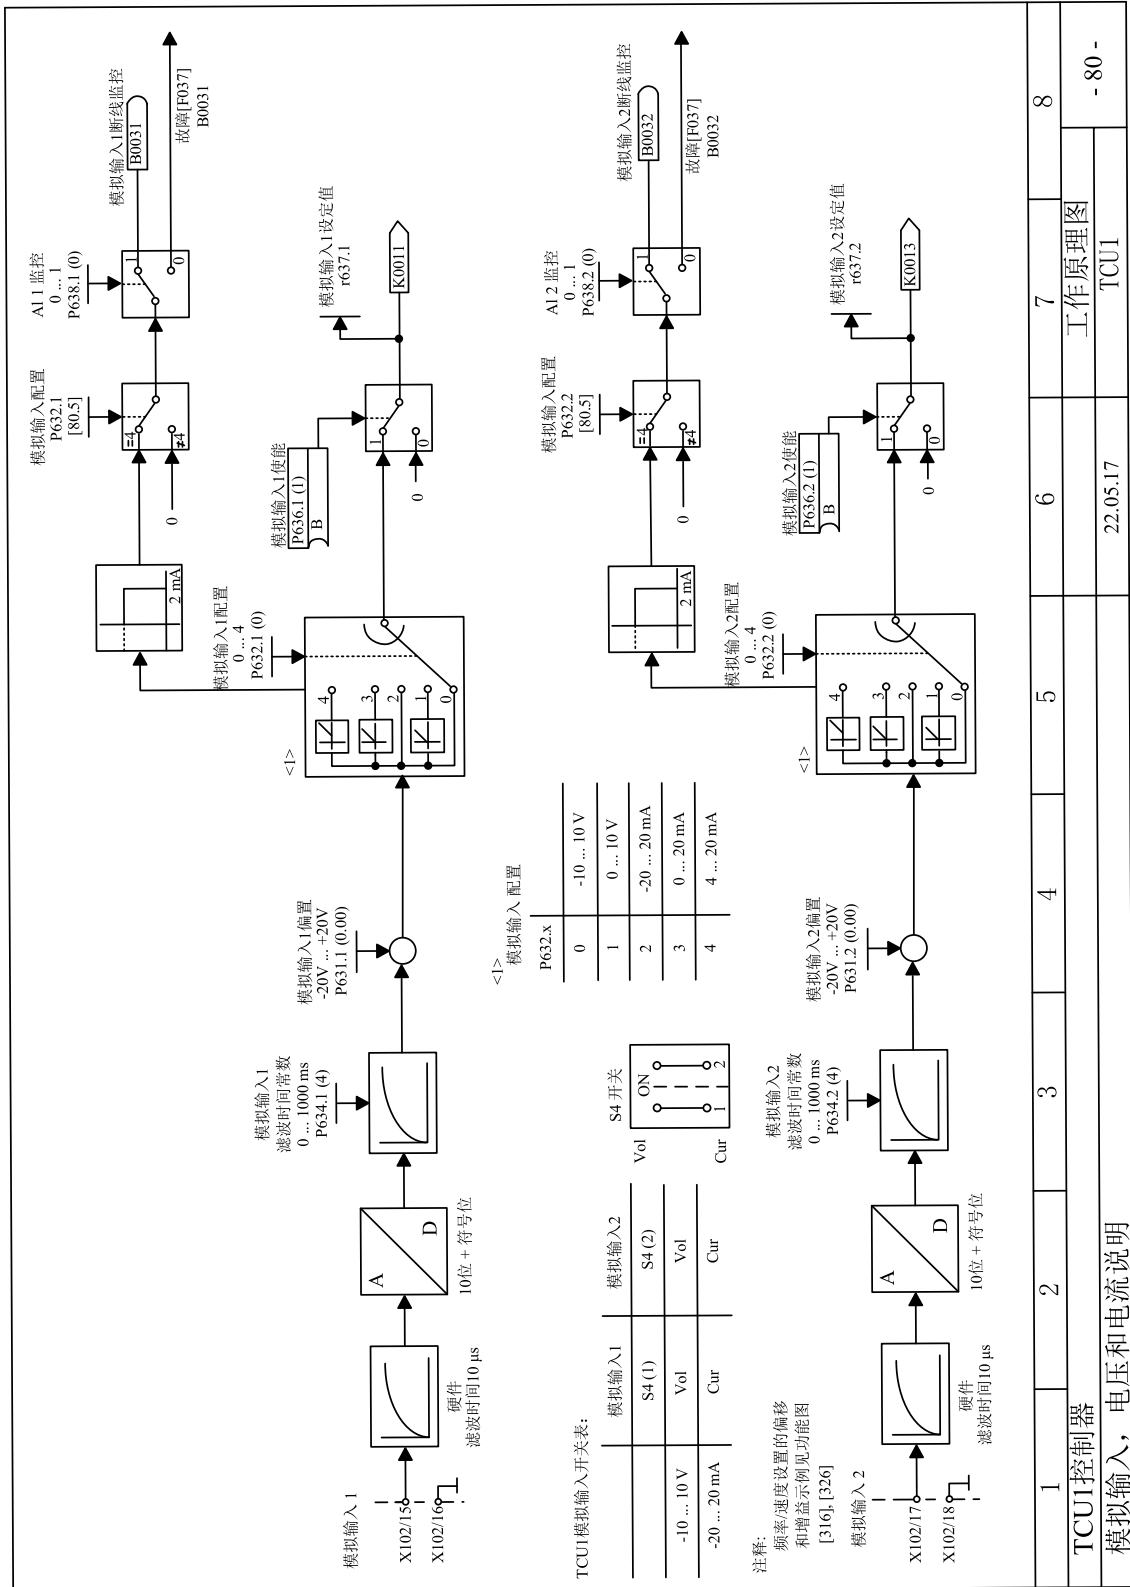 模拟输入 1
X102/15
X102/16
硬件
滤波时间10 μs
A
D
10位 + 符号位
模拟输入1
滤波时间常数
0 ... 1000 ms
P634.1 (4)
模拟输入1偏置
-20V ... +20V
P631.1 (0.00)
<1>
4
3
2
1
0
模拟输入1配置
0 ... 4
P632.1 (0)
2 mA
模拟输入配置
P632.1
[80.5]
=4
≠4
0
AI 1 监控
0 ... 1
P638.1 (0)
1
0
模拟输入1断线监控
B0031
故障[F037]
B0031
模拟输入1使能
P636.1 (1)
B
1
0
0
模拟输入1设定值
r637.1
K0011
TCU1模拟输入开关表:
模拟输入1
模拟输入2
S4 (1)
S4 (2)
-10 ... 10 V
Vol
Vol
-20 ... 20 mA
Cur
Cur
S4 开关
Vol
Cur
ON
1
2
<1>
模拟输入 配置
P632.x
0
-10 ... 10 V
1
0 ... 10 V
2
-20 ... 20 mA
3
0 ... 20 mA
4
4 ... 20 mA
注释:
频率/速度设置的偏移
和增益示例见功能图
[316], [326]
模拟输入 2
X102/17
X102/18
硬件
滤波时间10 μs
A
D
10位 + 符号位
模拟输入2
滤波时间常数
0 ... 1000 ms
P634.2 (4)
模拟输入2偏置
-20V ... +20V
P631.2 (0.00)
<1>
4
3
2
1
0
模拟输入2配置
0 ... 4
P632.2 (0)
2 mA
模拟输入配置
P632.2
[80.5]
=4
≠4
0
AI 2 监控
0 ... 1
P638.2 (0)
1
0
模拟输入2断线监控
B0032
故障[F037]
B0032
模拟输入2使能
P636.2 (1)
B
1
0
0
模拟输入2设定值
r637.2
K0013
1
2
3
4
5
6
7
8
TCU1控制器
工作原理图
- 80 -
模拟输入，电压和电流说明
22.05.17
TCU1